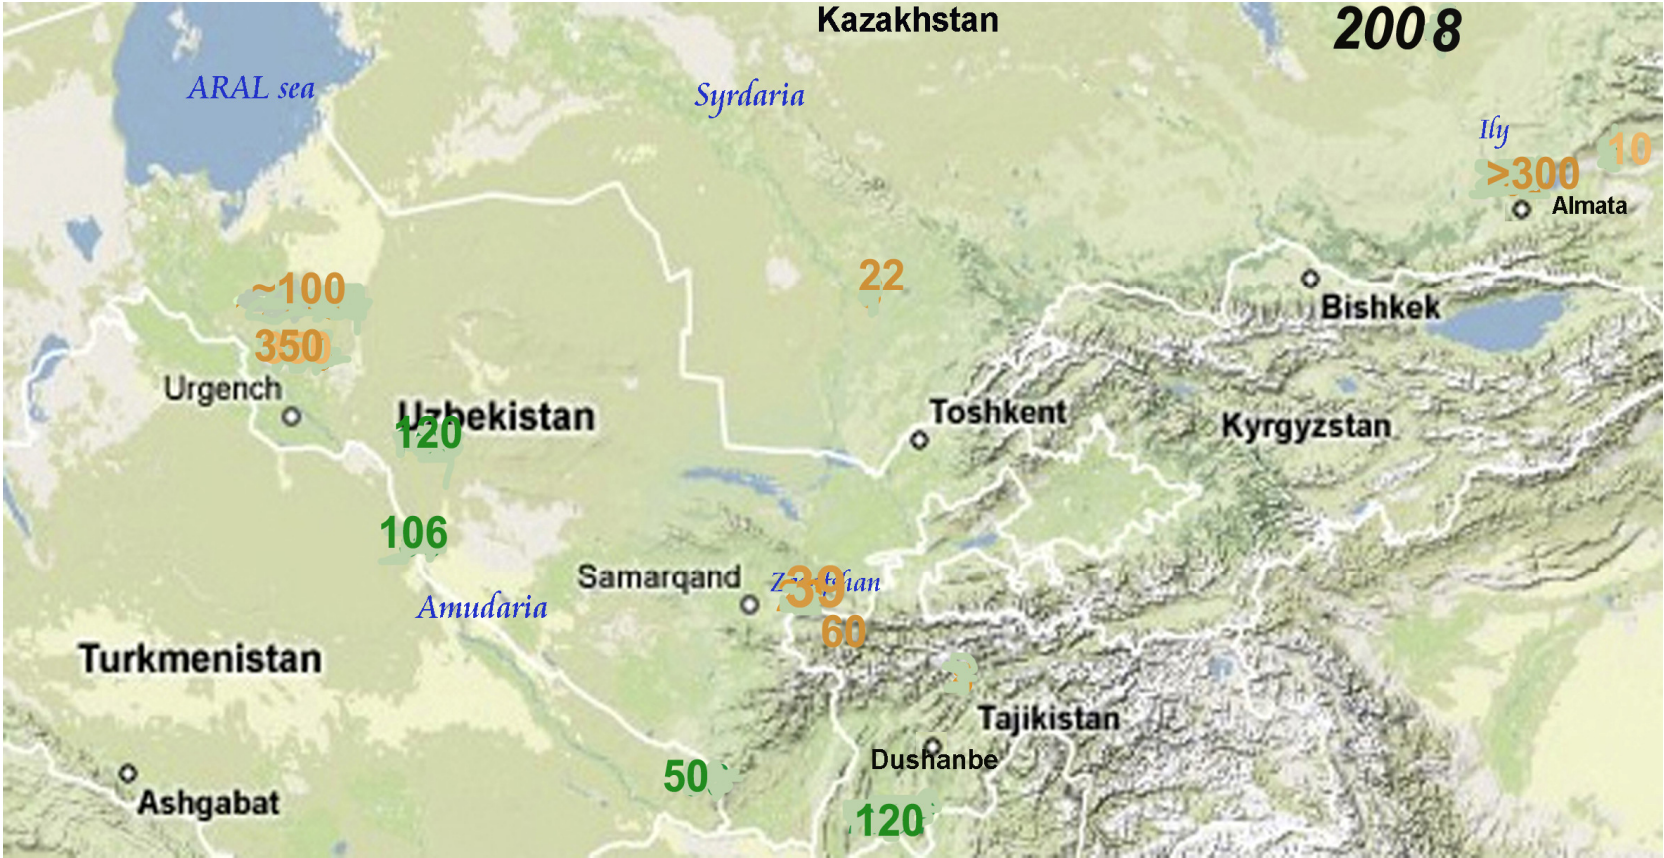 Kazakhstan
2008
ARAL sea
Syrdaria
Ily
10
>300
Almata
~100
22
Bishkek
350
Urgench
Uzbekistan
120
Toshkent
Kyrgyzstan
106
Samarqand
39
60
Amudaria
Turkmenistan
Tajikistan
Dushanbe
50
120
Ashgabat